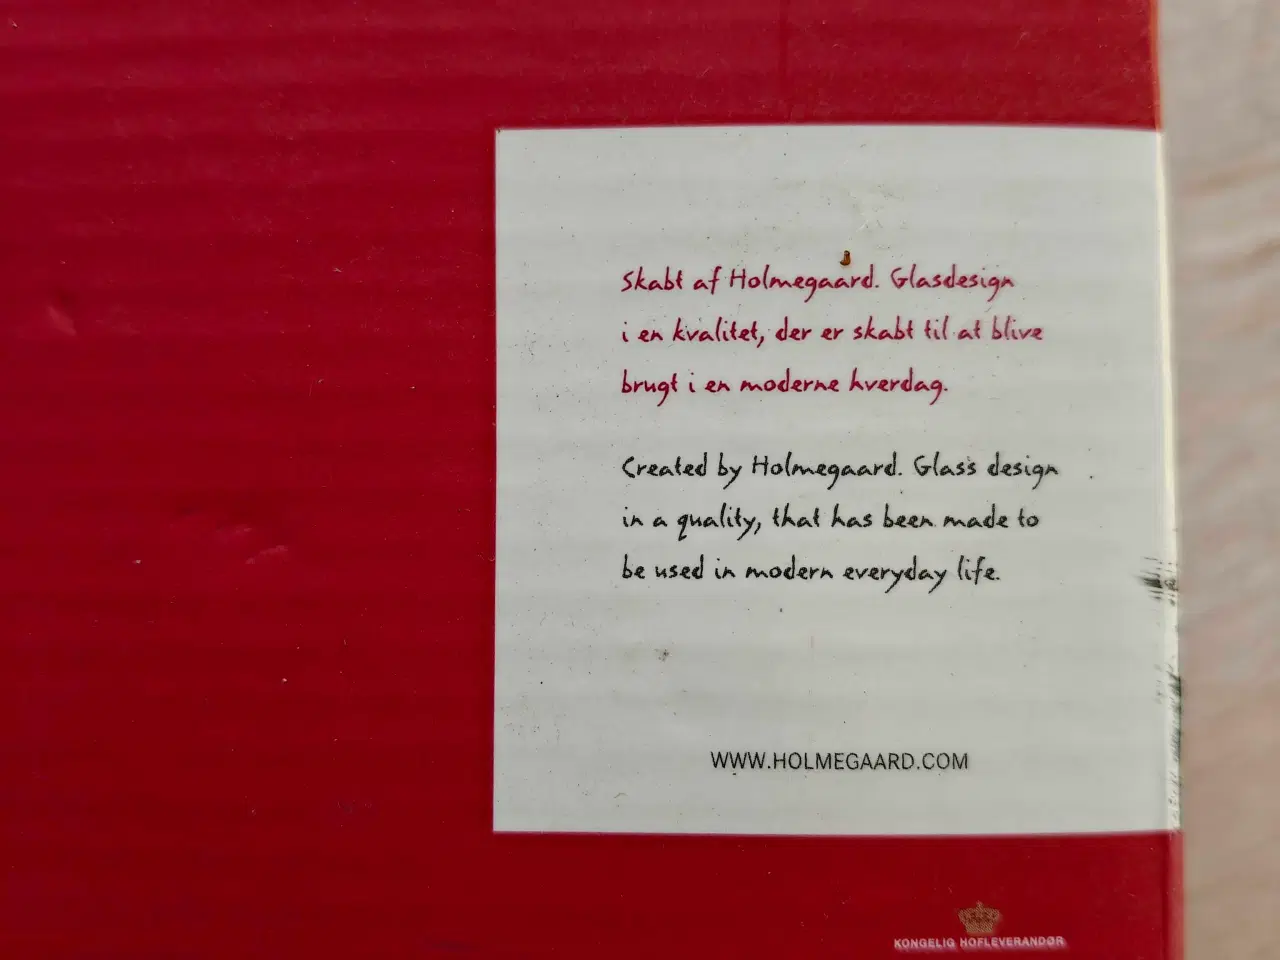 Skabt af Holmegaard. Glasdesign
i en kvalitet, der er skabt til at blive
brugt i en moderne hverdag.
Created by Holmegaard. Glass design
in a quality, that has been made to
be used in modern everyday life.
WWW.HOLMEGAARD.COM
KONGELIG HOFLEVERANDØR